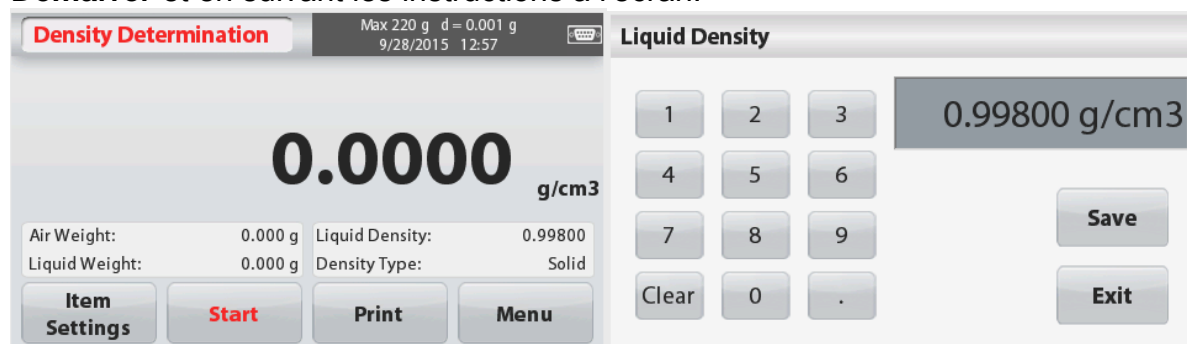 Density Determination
Max 220 g d = 0.001 g
9/28/2015 12:57
0.0000 g/cm3
Air Weight: 0.000 g Liquid Density: 0.99800
Liquid Weight: 0.000 g Density Type: Solid
Item Settings
Start
Print
Menu
Liquid Density
1 2 3
0.99800 g/cm3
4 5 6
7 8 9
Clear 0 .
Save
Exit